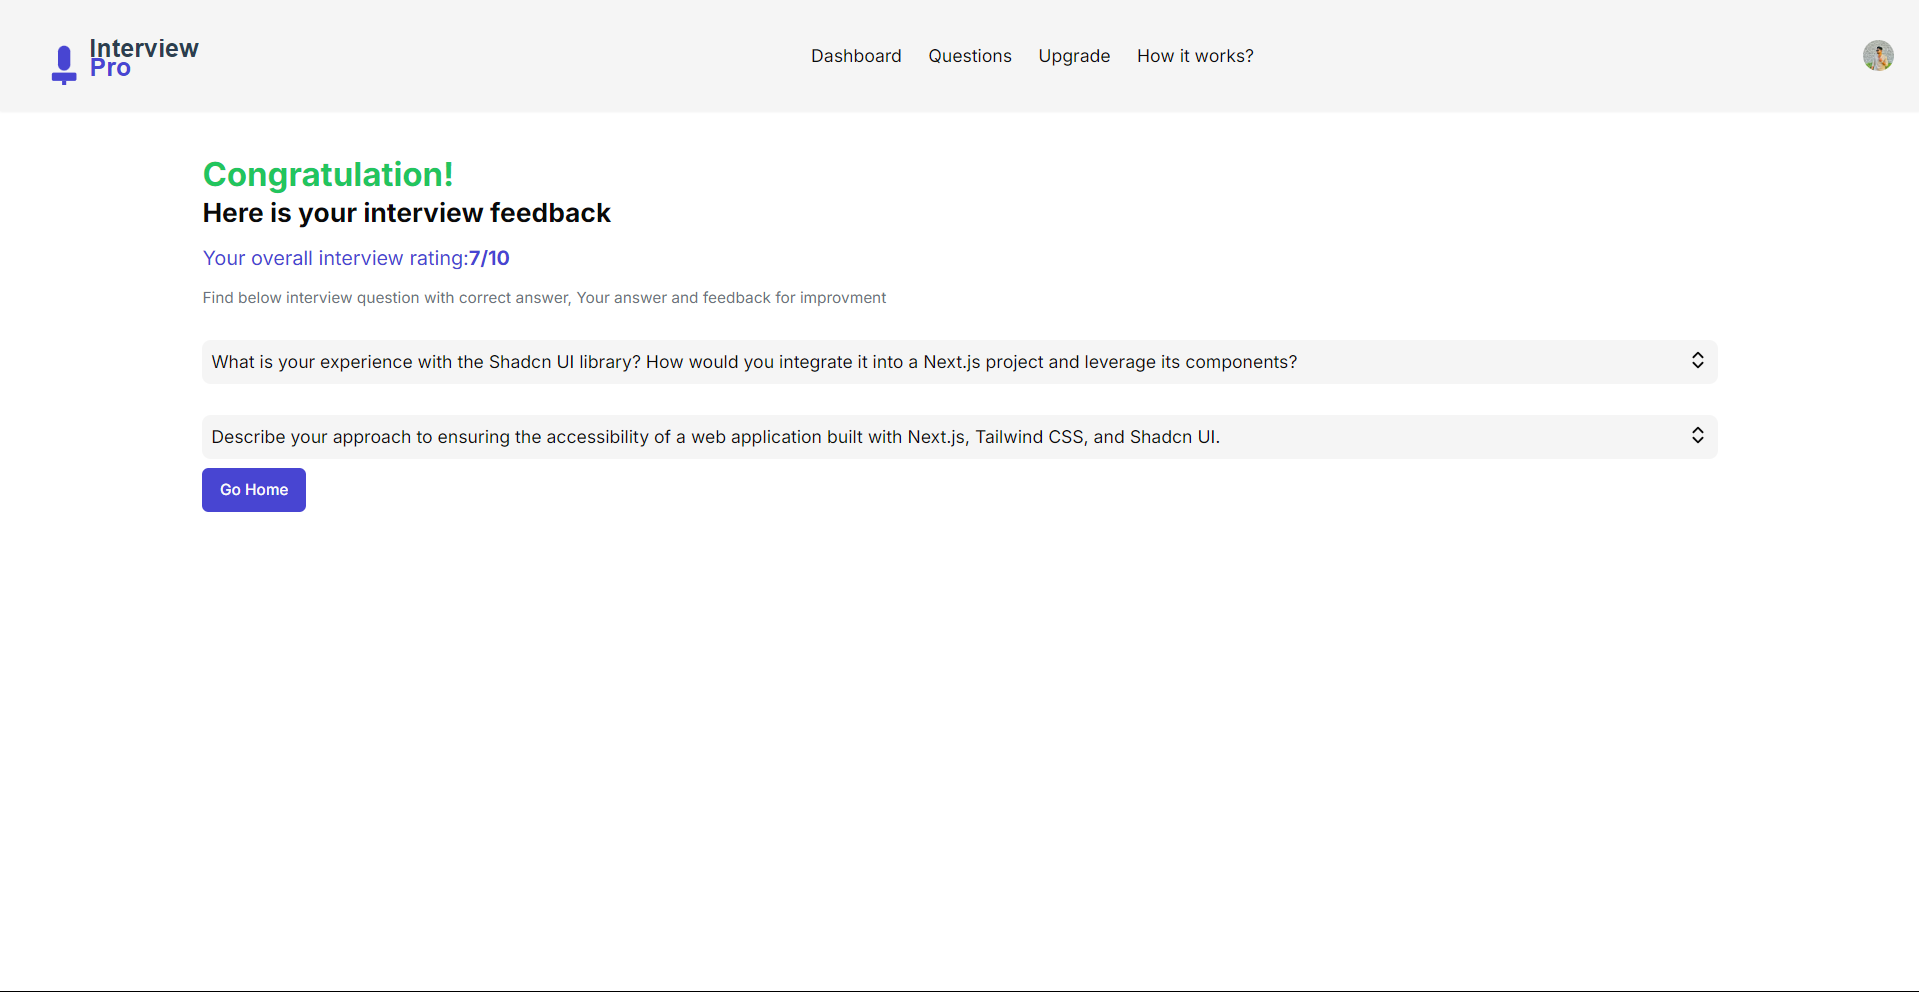 Interview
Pro
Dashboard Questions Upgrade How it works?
Congratulation!
Here is your interview feedback
Your overall interview rating:7/10
Find below interview question with correct answer, Your answer and feedback for improvment
What is your experience with the Shadcn UI library? How would you integrate it into a Next.js project and leverage its components?
Describe your approach to ensuring the accessibility of a web application built with Next.js, Tailwind CSS, and Shadcn UI.
Go Home